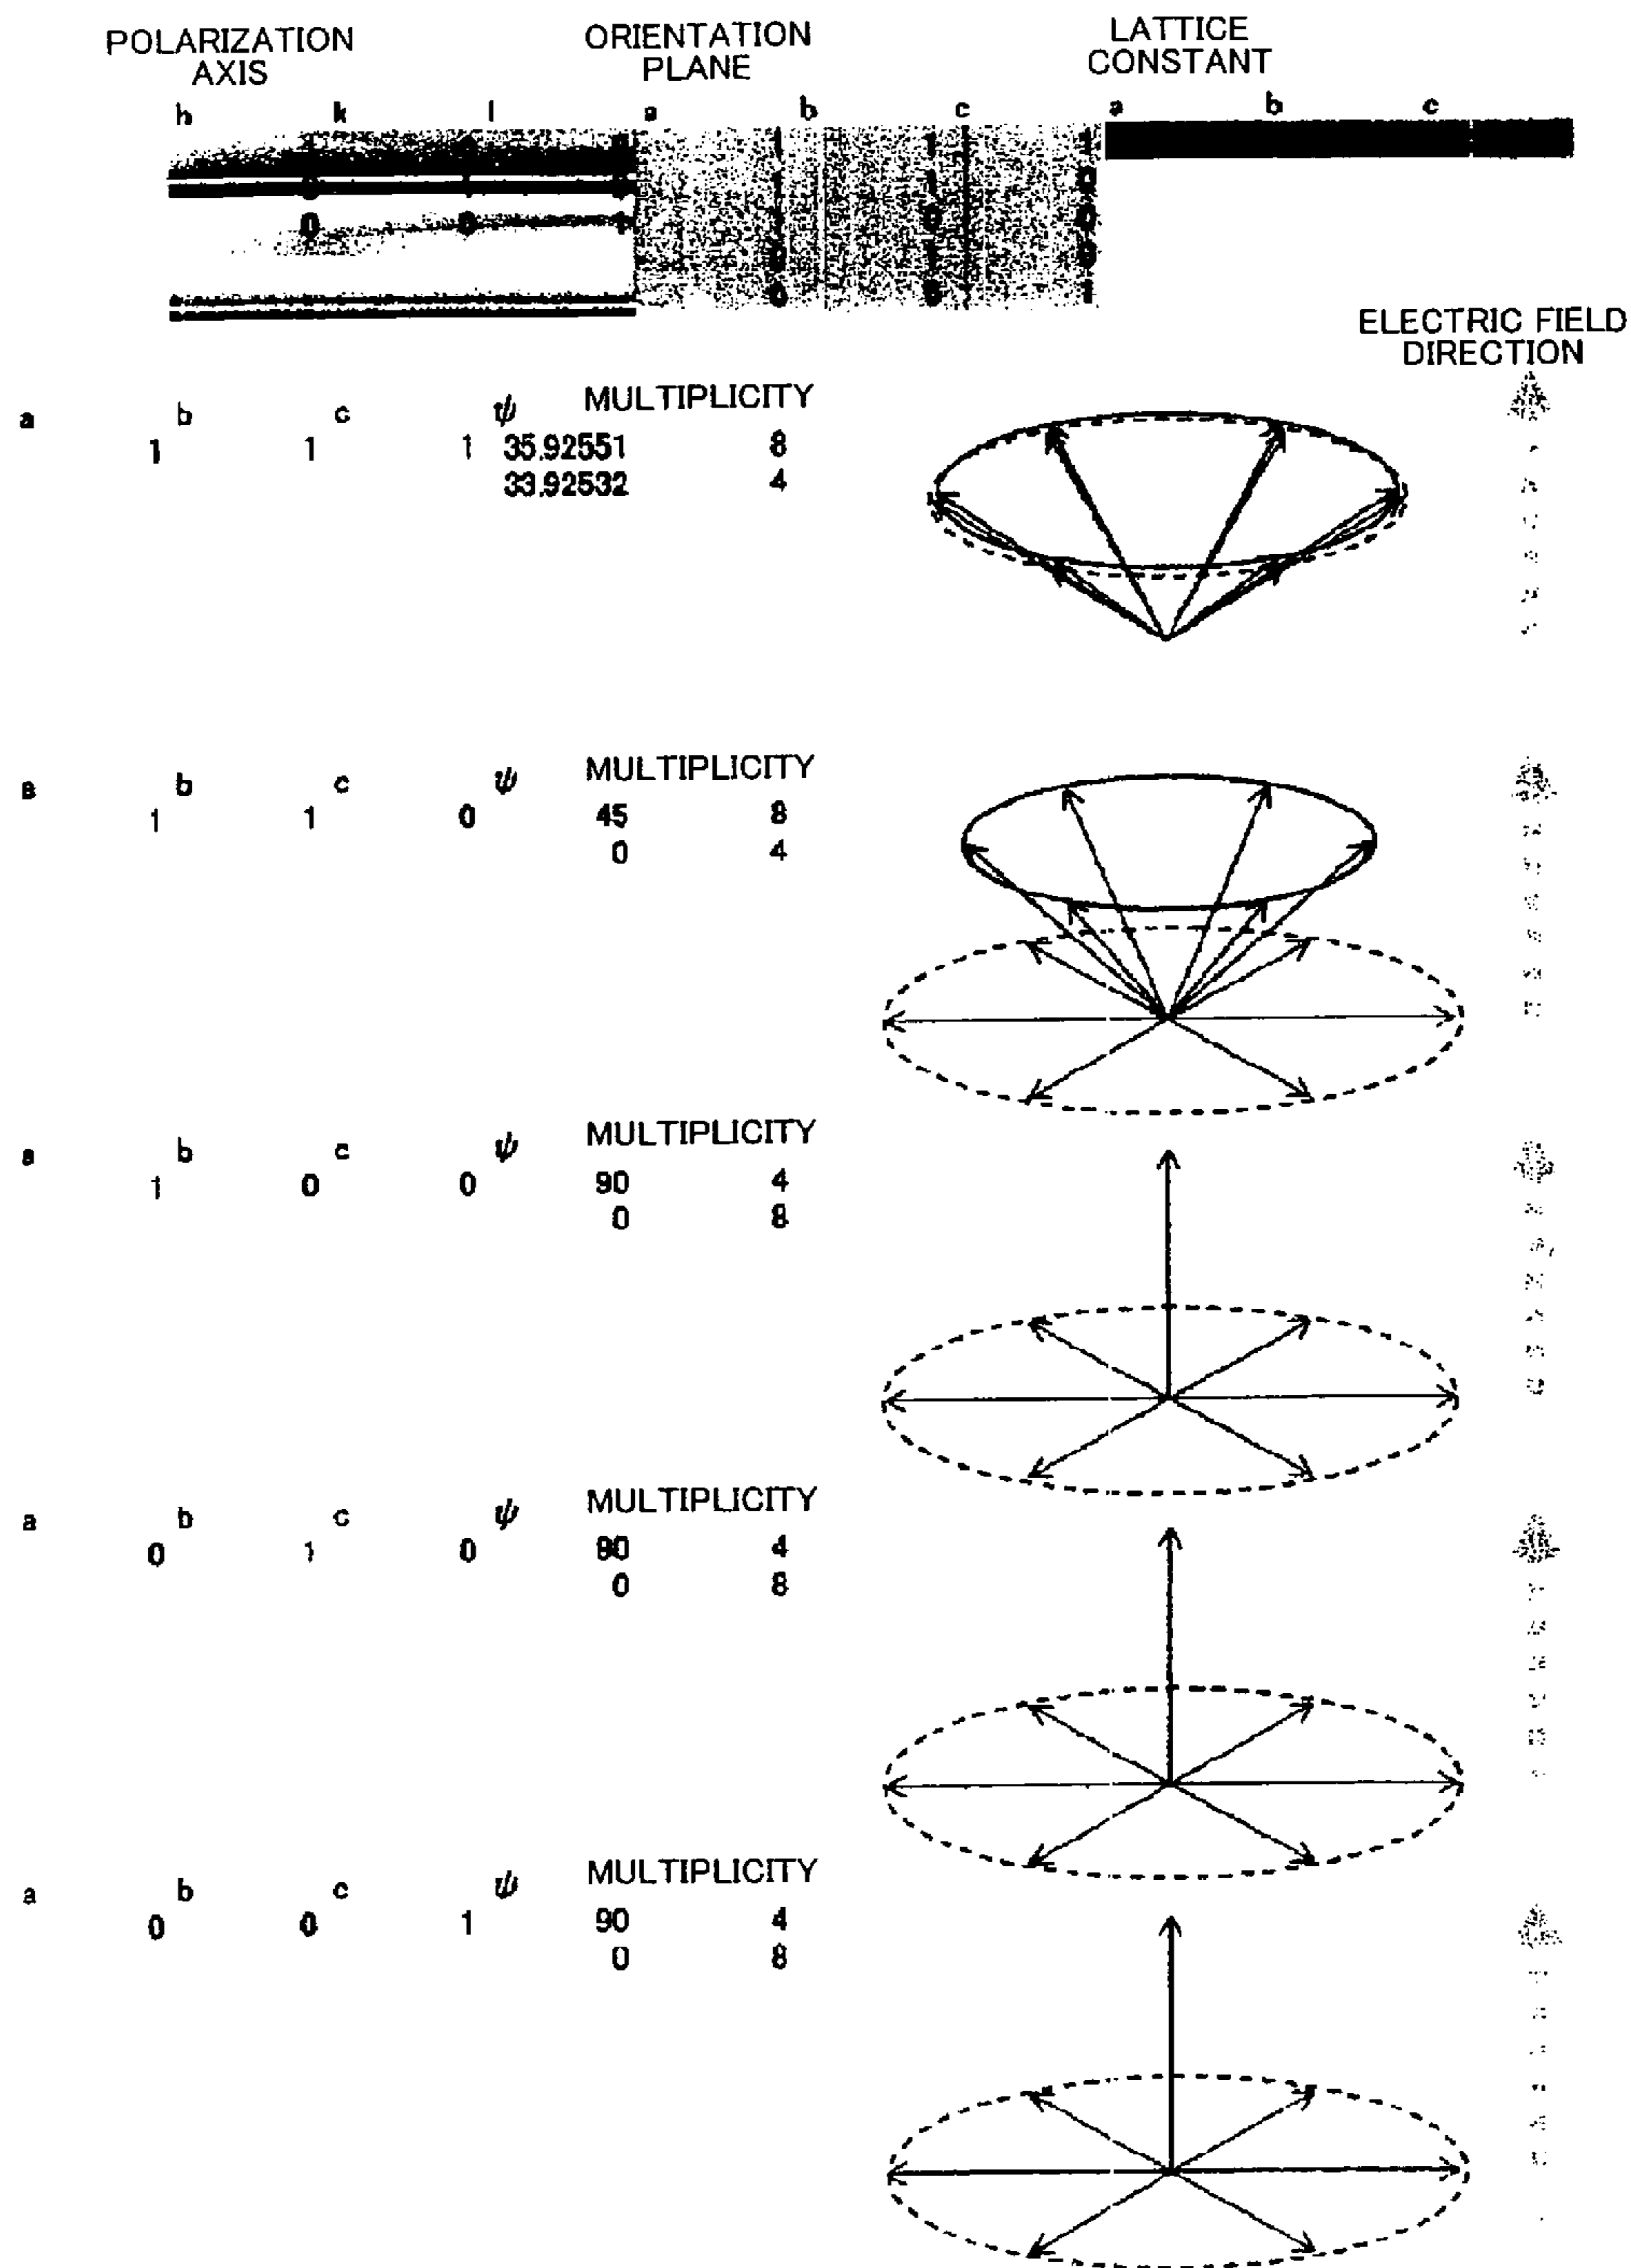 POLARIZATION AXIS
ORIENTATION PLANE
LATTICE CONSTANT
h k l a b c a b c
0 0
ELECTRIC FIELD DIRECTION
a b c ψ MULTIPLICITY
1 1 1 35.92551 8
33.92532 4
a b c ψ MULTIPLICITY
1 1 0 45 8
0 4
a b c ψ MULTIPLICITY
1 0 0 90 4
0 8
a b c ψ MULTIPLICITY
0 1 0 90 4
0 8
a b c ψ MULTIPLICITY
0 0 1 90 4
0 8